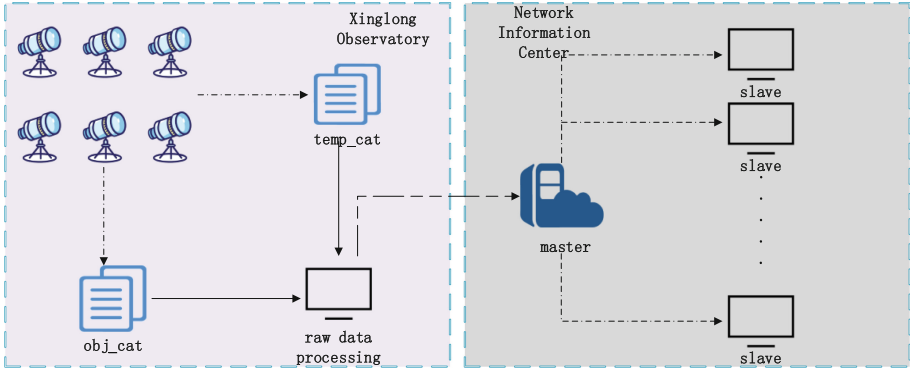 Xinglong
Observatory
temp_cat
obj_cat
raw data
processing
Network
Information
Center
master
slave
slave
slave